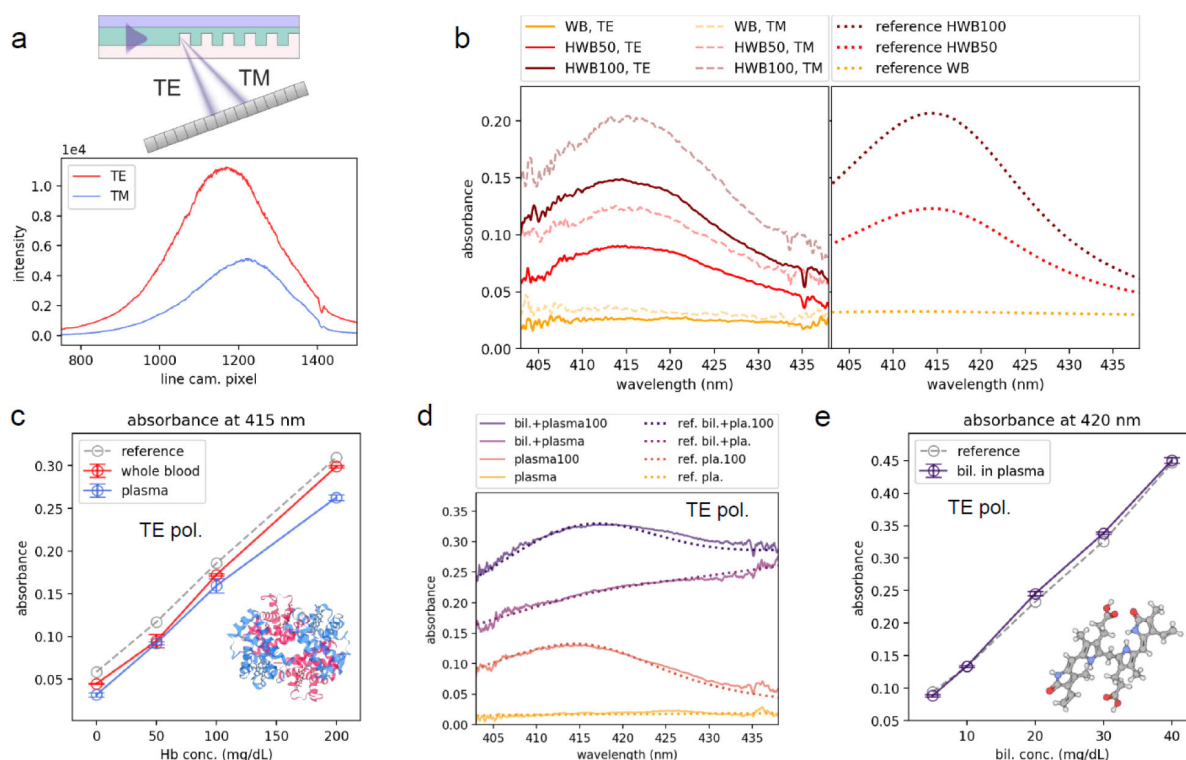 a
TE
TM
TE
TM
1.0
0.8
0.6
0.4
0.2
0.0
(1e4)
intensity
800 1000 1200 1400
line cam. pixel
b
WB, TE
HWB50, TE
HWB100, TE
WB, TM
HWB50, TM
HWB100, TM
reference HWB100
reference HWB50
reference WB
0.20
0.15
0.10
0.05
0.00
absorbance
405 410 415 420 425 430 435
wavelength (nm)
405 410 415 420 425 430 435
wavelength (nm)
c
absorbance at 415 nm
reference
whole blood
plasma
TE pol.
0.30
0.25
0.20
0.15
0.10
0.05
absorbance
0 50 100 150 200
Hb conc. (mg/dL)
d
bil.+plasma100
bil.+plasma
plasma100
plasma
ref. bil.+pla.100
ref. bil.+pla.
ref. pla.100
ref. pla.
TE pol.
0.35
0.30
0.25
0.20
0.15
0.10
0.05
0.00
absorbance
405 410 415 420 425 430 435
wavelength (nm)
e
absorbance at 420 nm
reference
bil. in plasma
TE pol.
0.45
0.40
0.35
0.30
0.25
0.20
0.15
0.10
0.05
absorbance
10 20 30 40
bil. conc. (mg/dL)